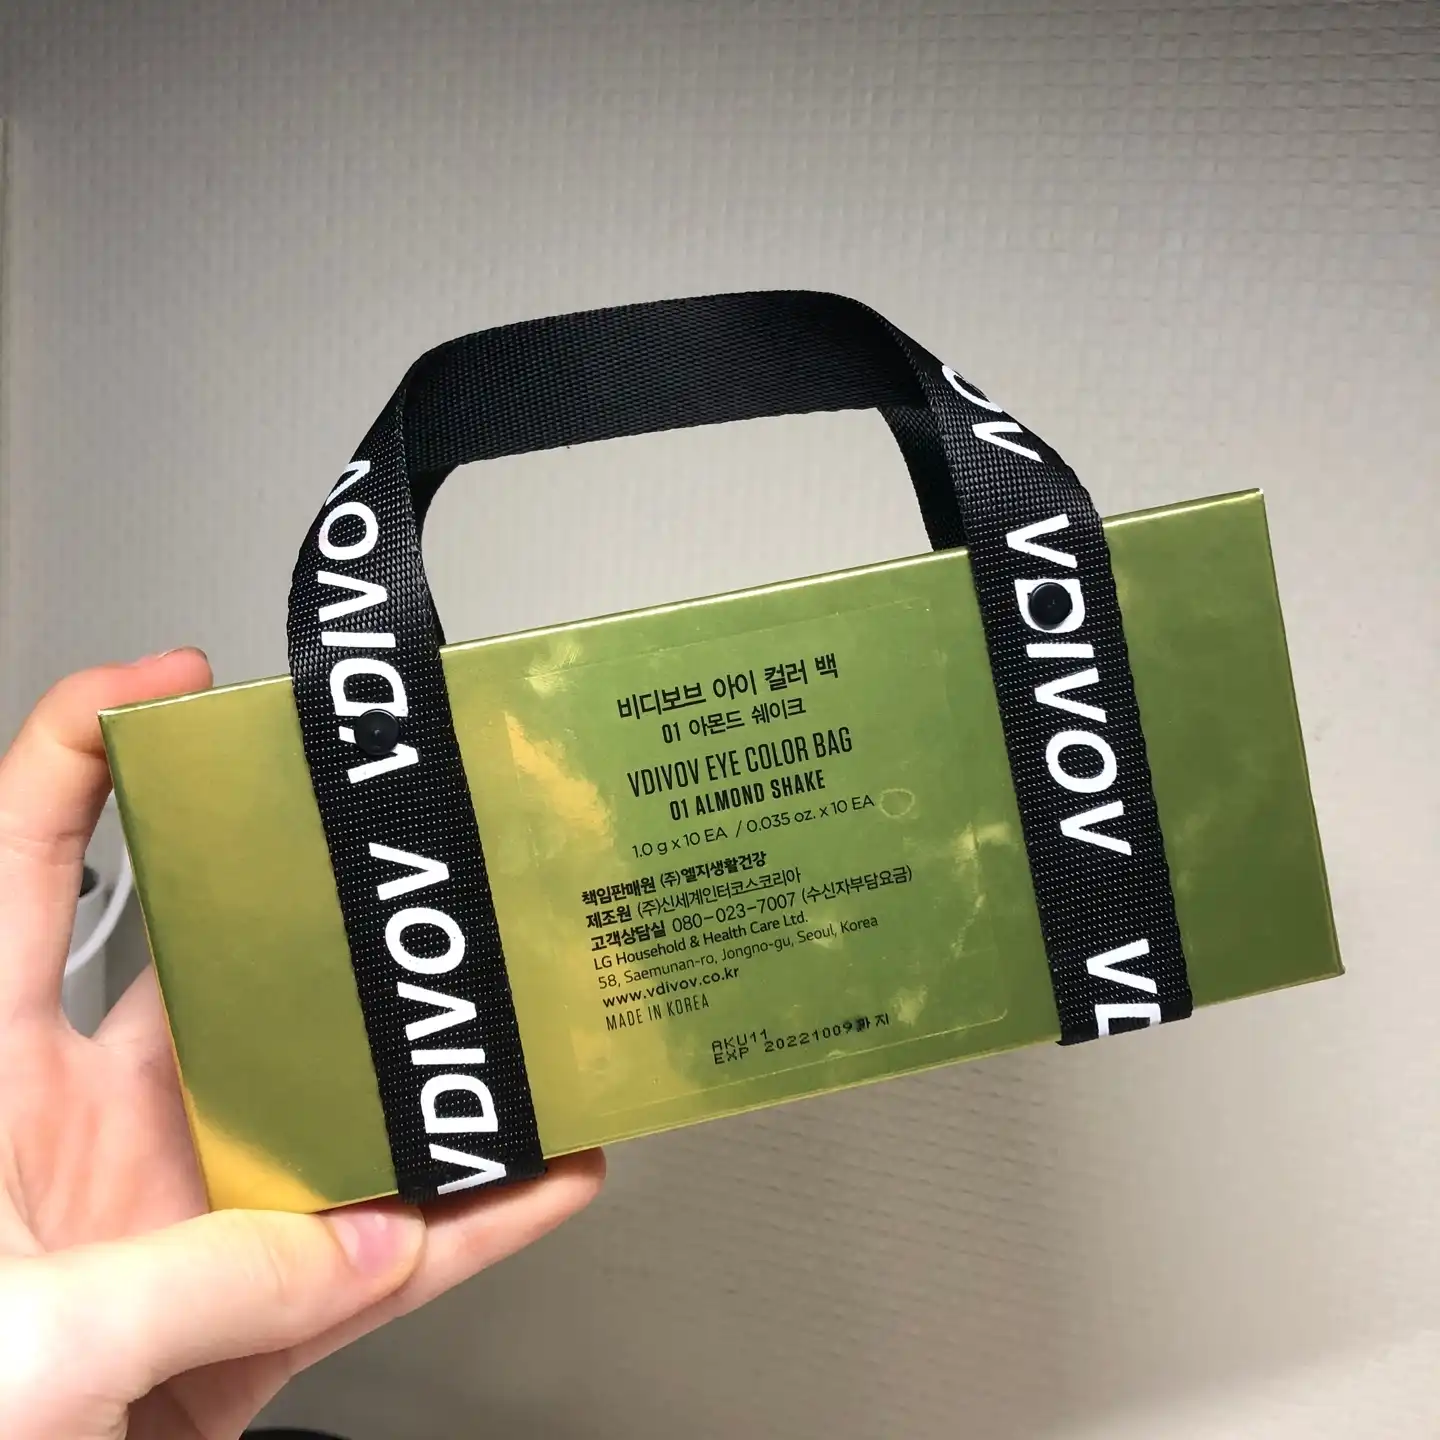 VDIVOV VDIVOV VDIVOV
OV VDIVOV VD
비디보브 아이 컬러 백
01 아몬드 쉐이크
VDIVOV EYE COLOR BAG
01 ALMOND SHAKE
1.0 g x 10 EA / 0.035 oz. x 10 EA
책임판매원 (주)엘지생활건강
제조원 (주)신세계인터코스코리아
고객상담실 080-023-7007 (수신자부담요금)
LG Household & Health Care Ltd.
58, Saemunan-ro, Jongno-gu, Seoul, Korea
www.vdivov.co.kr
MADE IN KOREA
AKU11
EXP 20221009까지